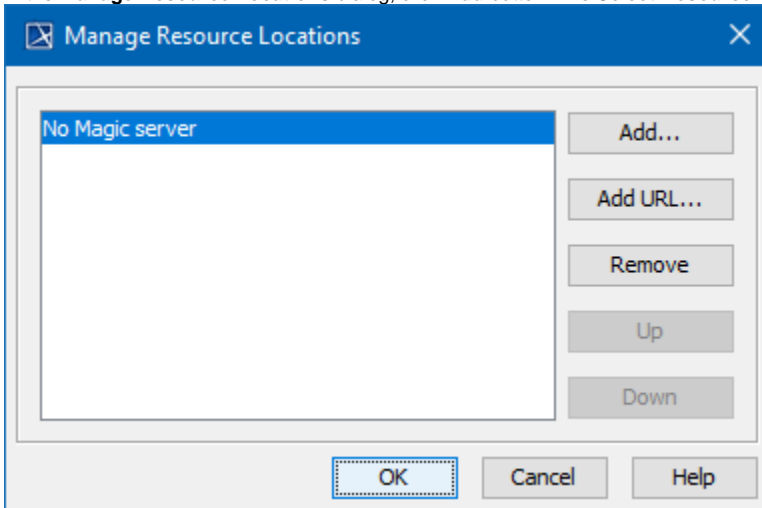 Manage Resource Locations
No Magic server
Add...
Add URL...
Remove
Up
Down
OK
Cancel
Help